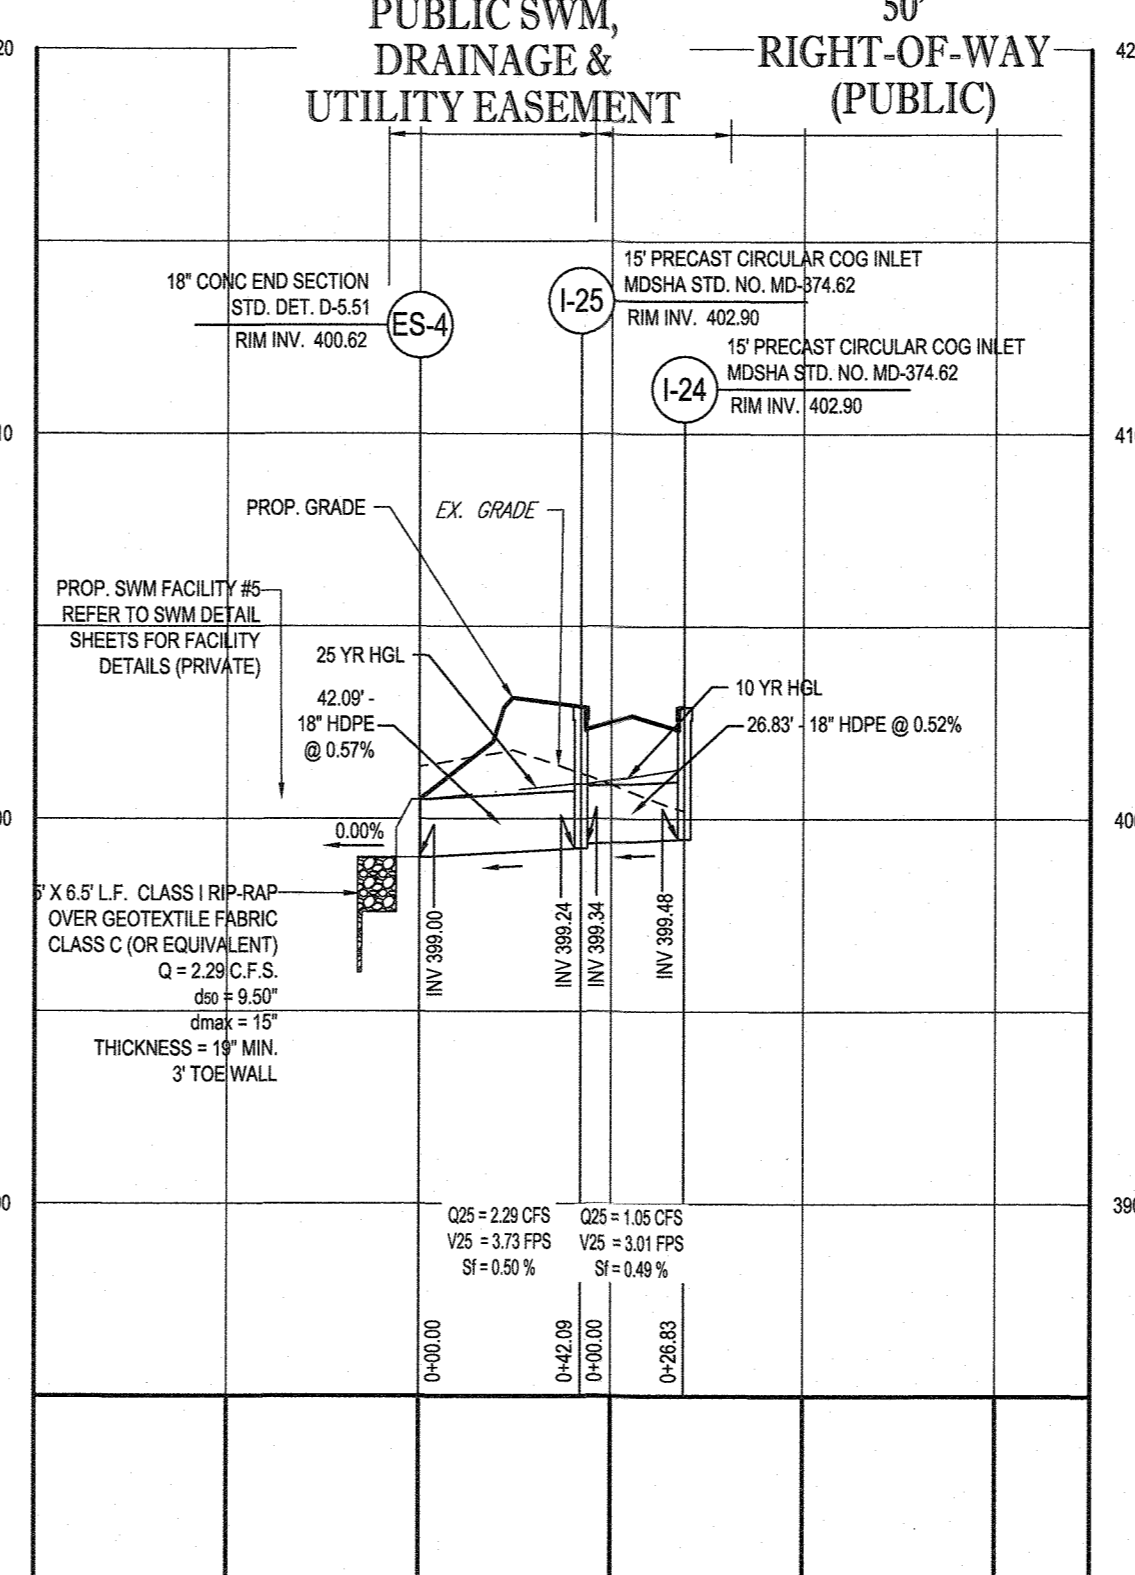 PUBLIC SWM,
DRAINAGE &
UTILITY EASEMENT
50'
RIGHT-OF-WAY
(PUBLIC)
20
42
18" CONC END SECTION
STD. DET. D-5.51
RIM INV. 400.62
ES-4
I-25
15' PRECAST CIRCULAR COG INLET
MDSHA STD. NO. MD-374.62
RIM INV. 402.90
I-24
15' PRECAST CIRCULAR COG INLET
MDSHA STD. NO. MD-374.62
RIM INV. 402.90
41
PROP. GRADE
EX. GRADE
PROP. SWM FACILITY #5
REFER TO SWM DETAIL
SHEETS FOR FACILITY
DETAILS (PRIVATE)
25 YR HGL
42.09' -
18" HDPE
@ 0.57%
10 YR HGL
26.83' - 18" HDPE @ 0.52%
0.00%
400
5' X 6.5' L.F. CLASS I RIP-RAP
OVER GEOTEXTILE FABRIC
CLASS C (OR EQUIVALENT)
Q = 2.29 C.F.S.
d50 = 9.50"
dmax = 15"
THICKNESS = 19" MIN.
3' TOE WALL
INV 399.00
INV 399.24
INV 399.34
INV 399.48
390
Q25 = 2.29 CFS
V25 = 3.73 FPS
Sf = 0.50 %
Q25 = 1.05 CFS
V25 = 3.01 FPS
Sf = 0.49 %
0+00.00
0+42.09
0+00.00
0+26.83